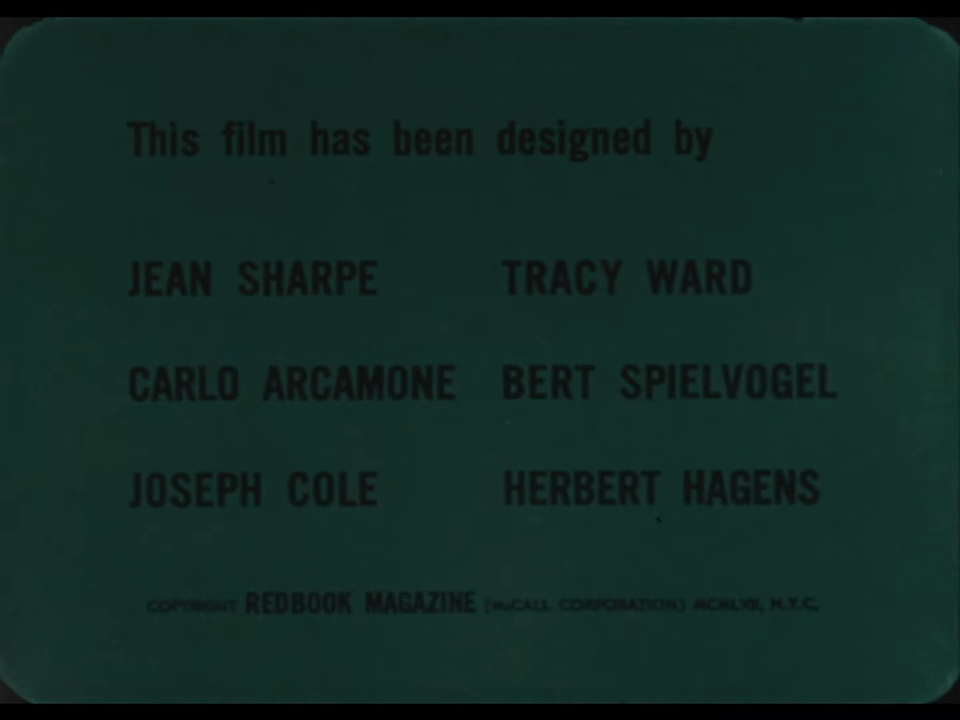 This film has been designed by
JEAN SHARPE TRACY WARD
CARLO ARCAMONE BERT SPIELVOGEL
JOSEPH COLE HERBERT HAGENS
COPYRIGHT REDBOOK MAGAZINE (McCALL CORPORATION) MCMLVII, N.Y.C.